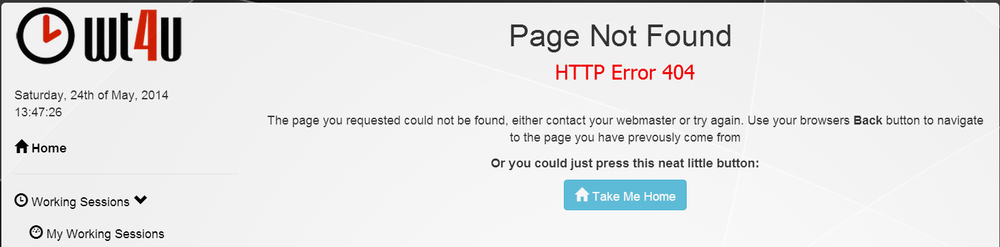 wt4u
Saturday, 24th of May, 2014
13:47:26
Home
Working Sessions
My Working Sessions
Page Not Found
HTTP Error 404
The page you requested could not be found, either contact your webmaster or try again. Use your browsers Back button to navigate
to the page you have prevously come from
Or you could just press this neat little button:
Take Me Home